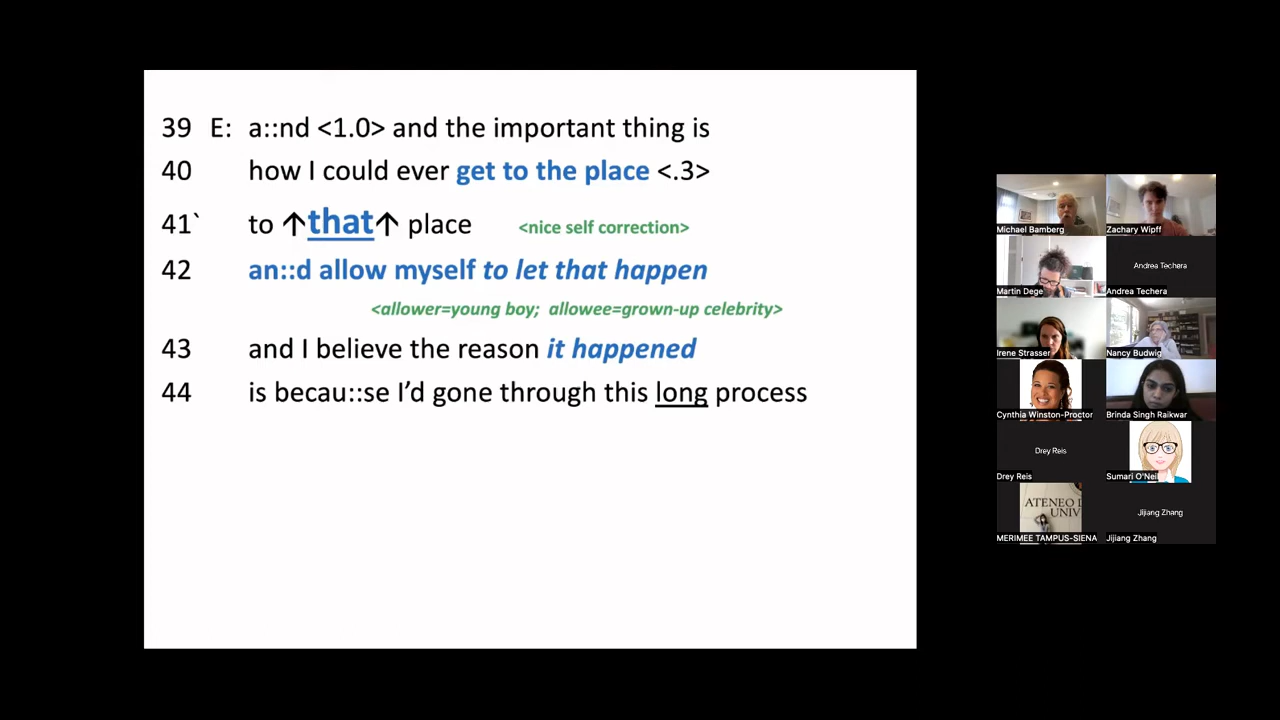 39 E: a::nd <1.0> and the important thing is
40 how I could ever get to the place <.3>
41` to ↑that↑ place <nice self correction>
42 an::d allow myself to let that happen
<allower=young boy; allowee=grown-up celebrity>
43 and I believe the reason it happened
44 is becau::se I’d gone through this long process
Michael Bamberg
Zachary Wipff
Martin Dege
Andrea Techera
Andrea Techera
Irene Strasser
Nancy Budwig
Cynthia Winston-Proctor
Brinda Singh Raikwar
Drey Reis
Drey Reis
Sumari O'Nei
ATENEO
UNIV
MERIMEE TAMPUS-SIENA
Jijiang Zhang
Jijiang Zhang